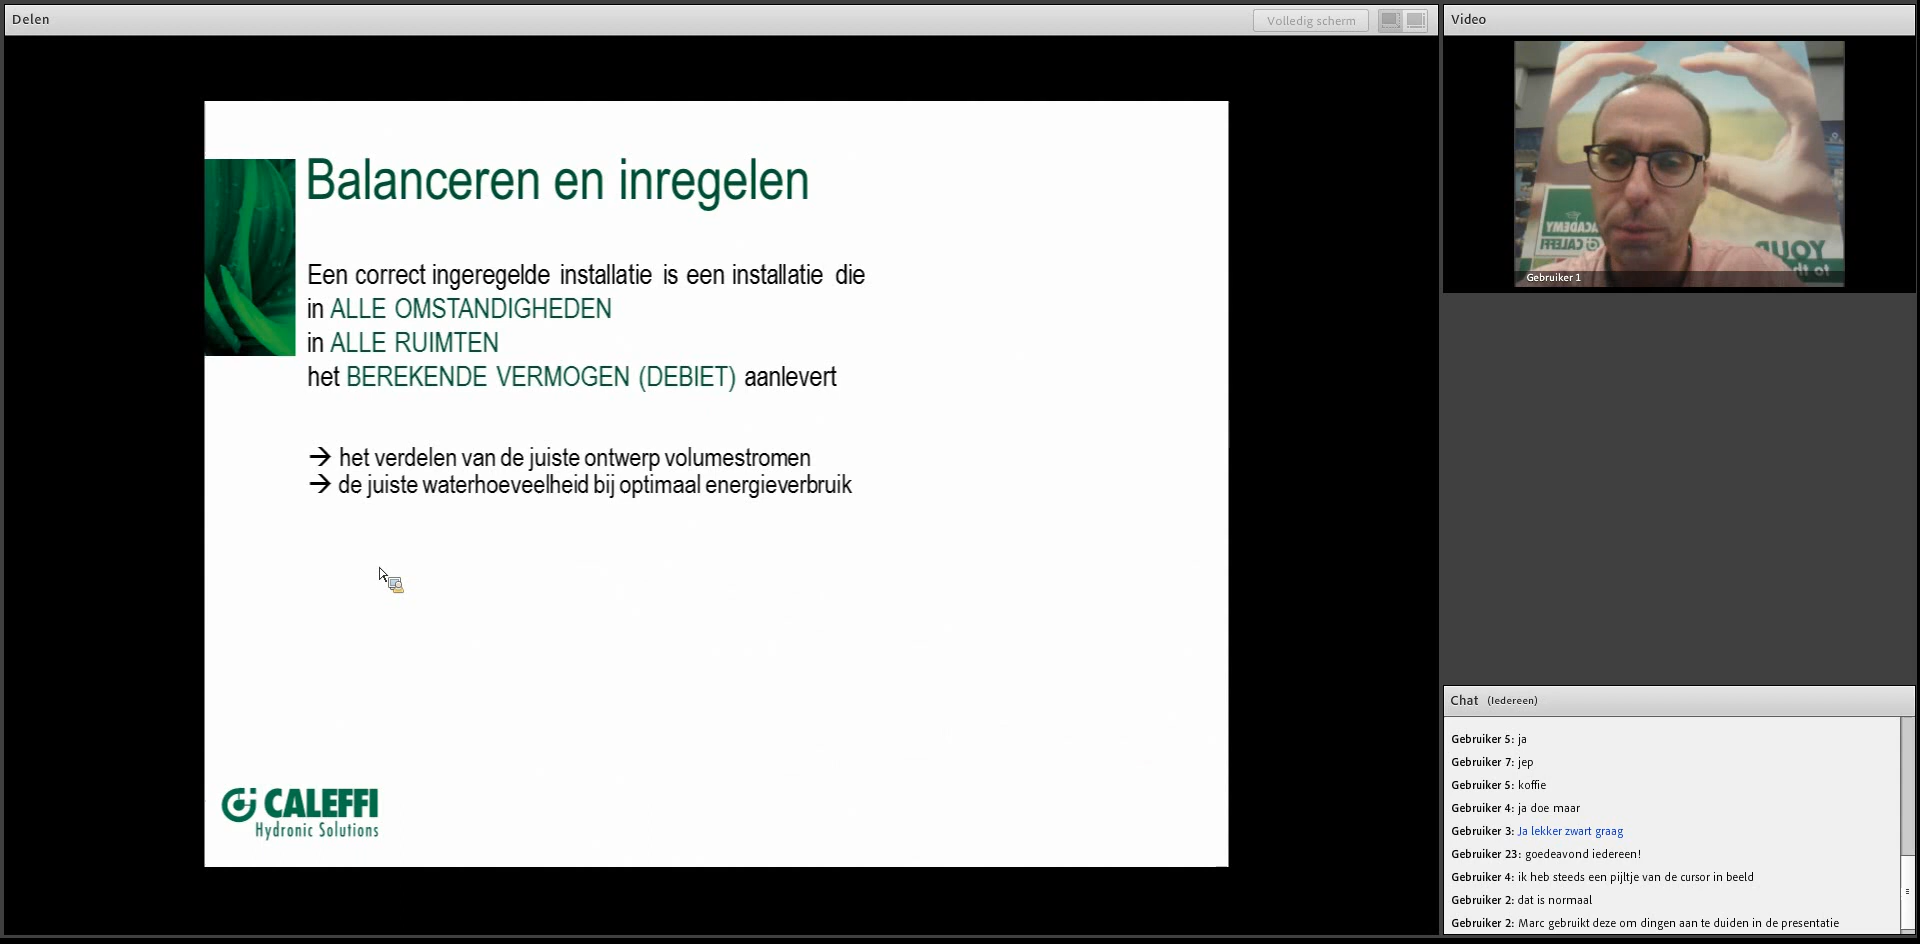 Delen
Volledig scherm
Video
Balanceren en inregelen
Een correct ingeregelde installatie is een installatie die
in ALLE OMSTANDIGHEDEN
in ALLE RUIMTEN
het BEREKENDE VERMOGEN (DEBIET) aanlevert
→ het verdelen van de juiste ontwerp volumestromen
→ de juiste waterhoeveelheid bij optimaal energieverbruik
CALEFFI
Hydronic Solutions
ACADEMY
CALEFFI
YOUR
to th
Gebruiker 1
Chat (Iedereen)
Gebruiker 5: ja
Gebruiker 7: jep
Gebruiker 5: koffie
Gebruiker 4: ja doe maar
Gebruiker 3: Ja lekker zwart graag
Gebruiker 23: goedeavond iedereen!
Gebruiker 4: ik heb steeds een pijltje van de cursor in beeld
Gebruiker 2: dat is normaal
Gebruiker 2: Marc gebruikt deze om dingen aan te duiden in de presentatie